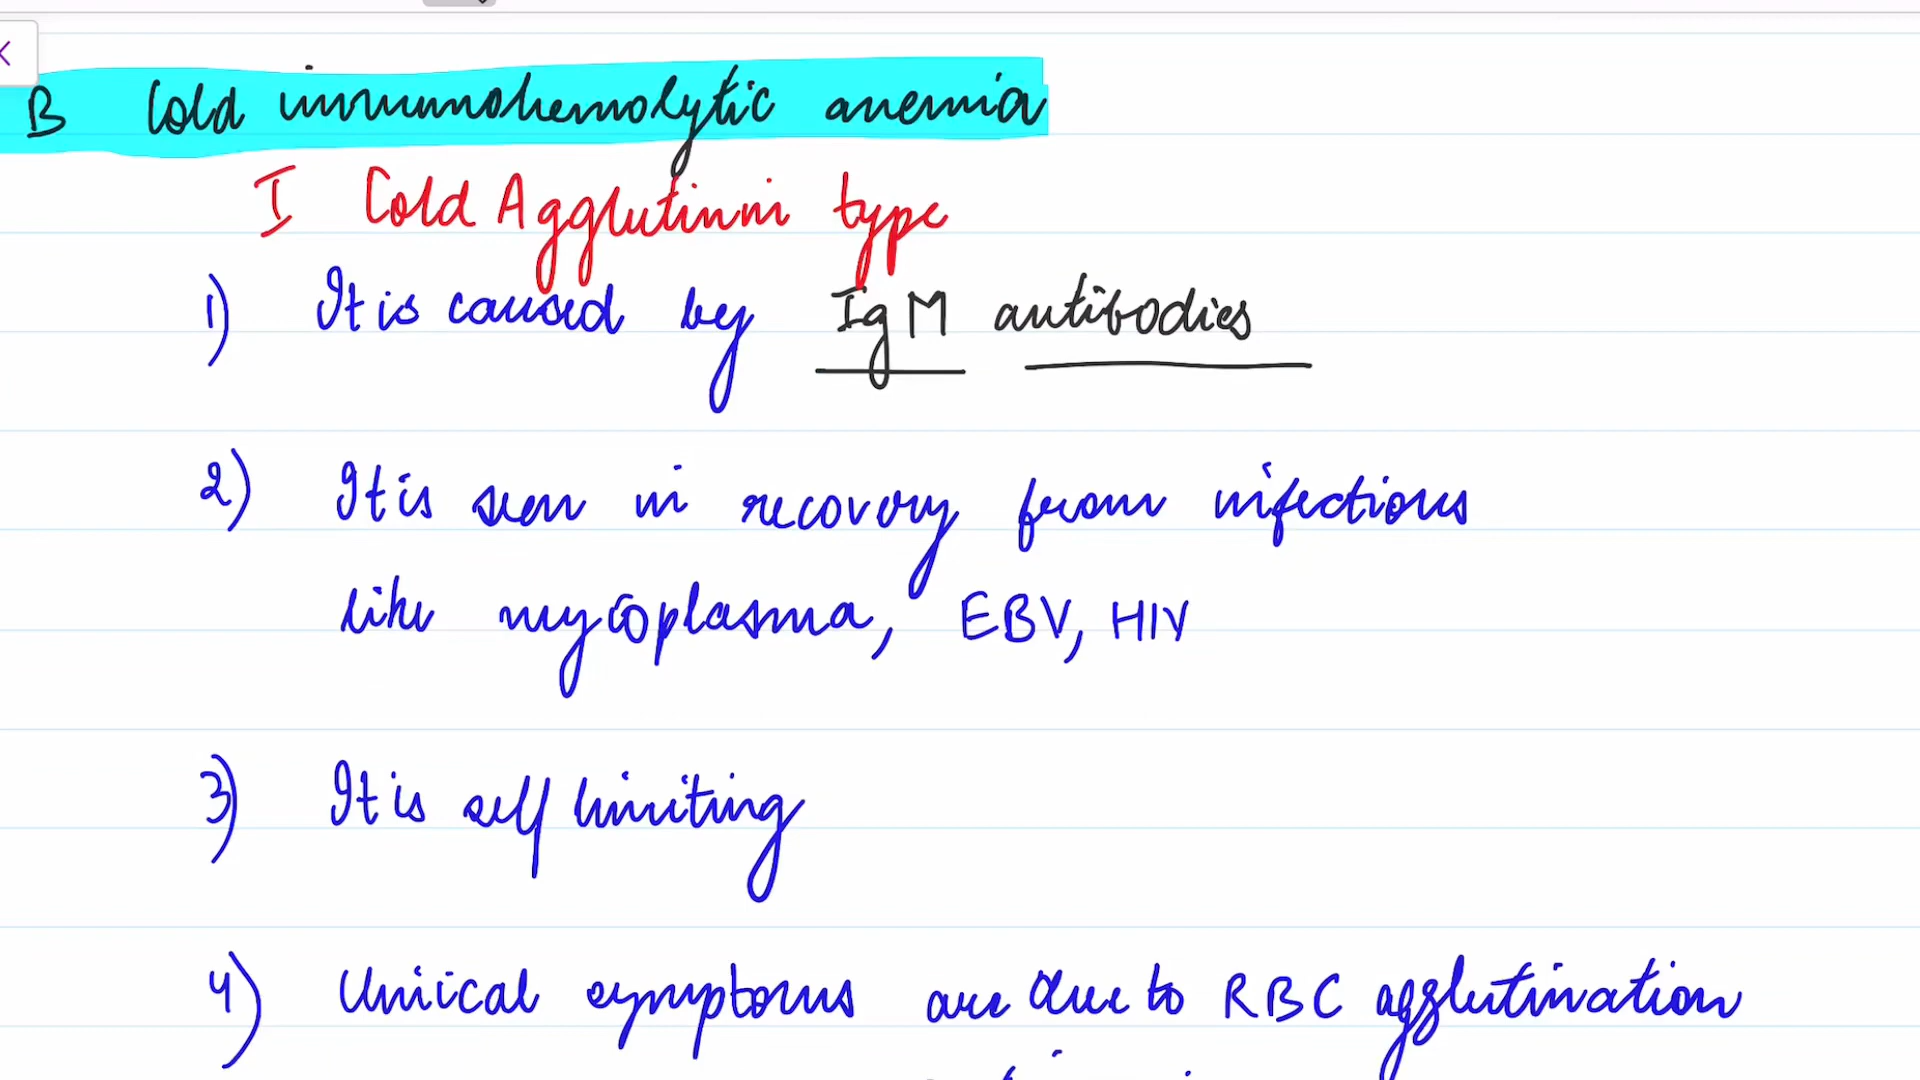 B Cold immunohemolytic anemia
I Cold Agglutinin type
1) It is caused by IgM antibodies
2) It is seen in recovery from infections
like mycoplasma, EBV, HIV
3) It is self limiting
4) Clinical symptoms are due to RBC agglutination